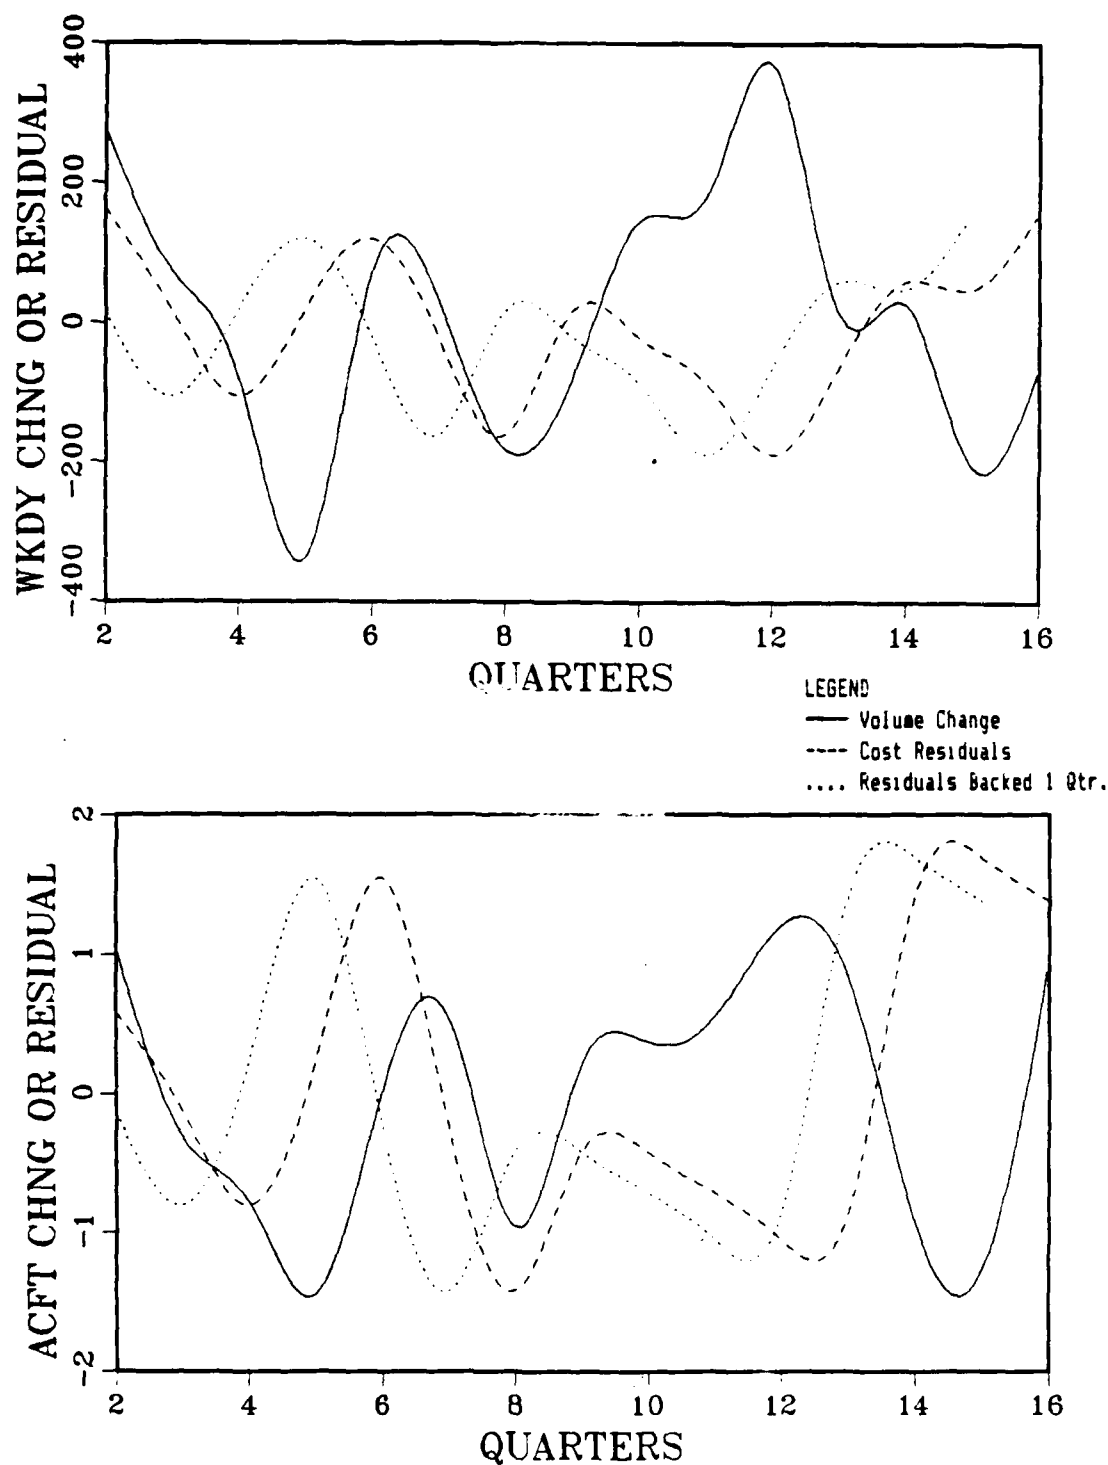 WKDY CHNG OR RESIDUAL
400
200
0
-200
-400
2 4 6 8 10 12 14 16
QUARTERS
LEGEND
Volume Change
Cost Residuals
Residuals Backed 1 Qtr.
ACFT CHNG OR RESIDUAL
2
1
0
-1
-2
2 4 6 8 10 12 14 16
QUARTERS